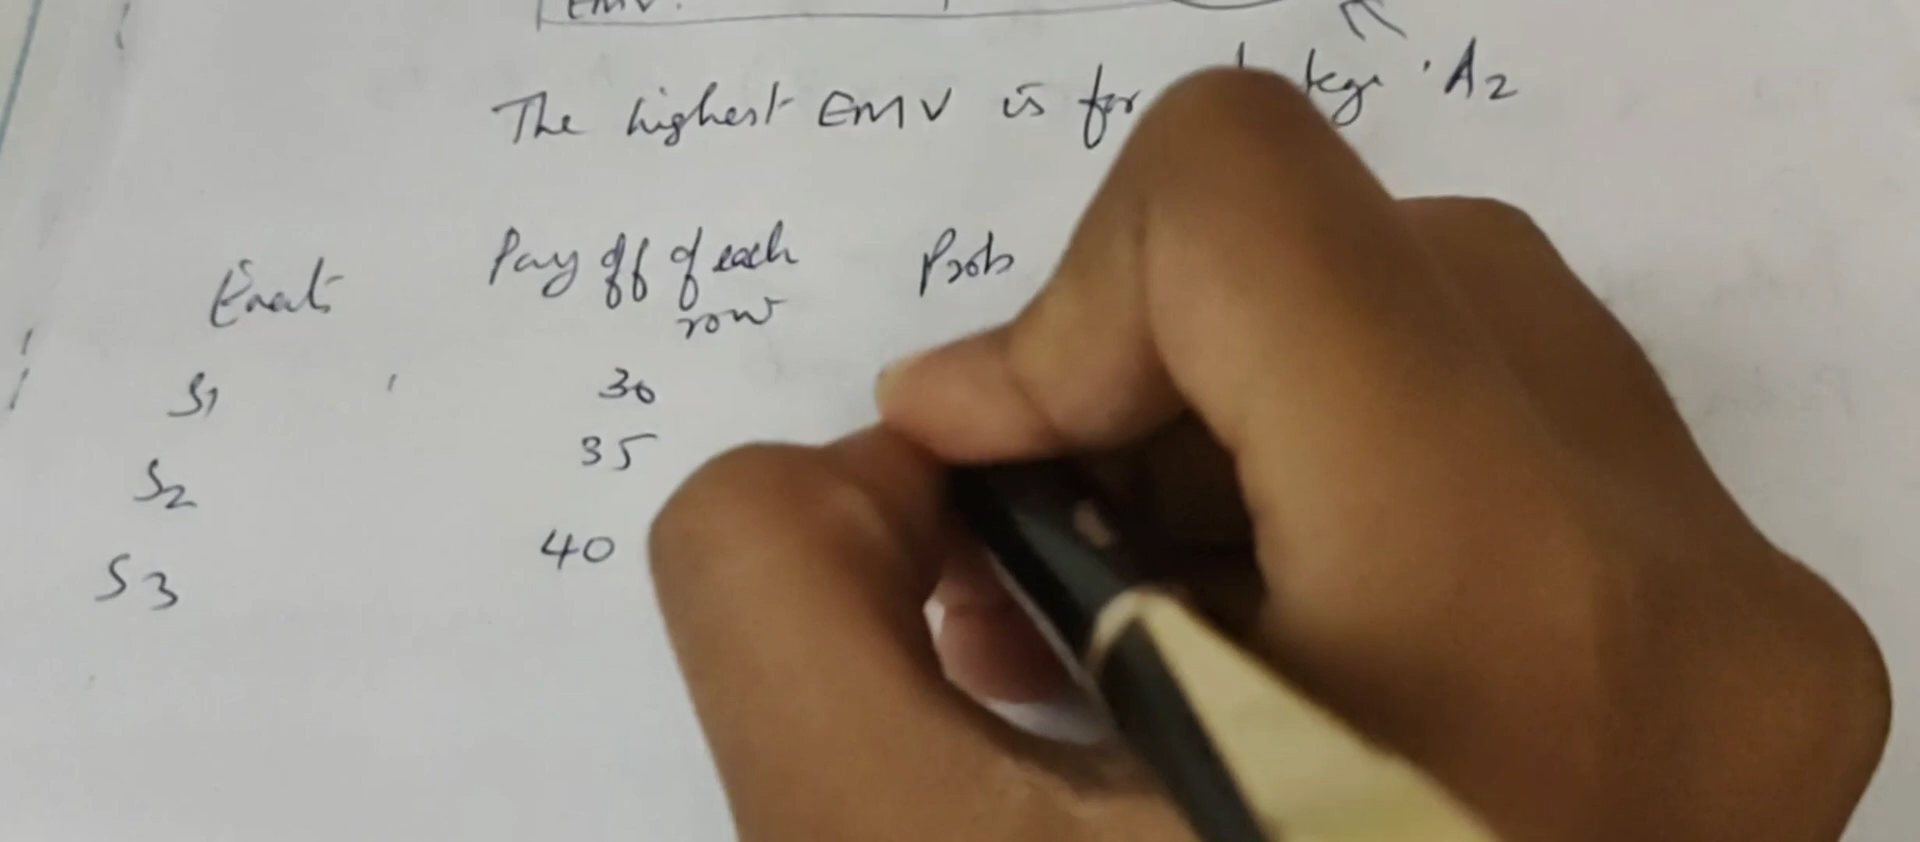 EMV.
The highest EMV is for A2
Events Pay off of each row Prob
S1 30
S2 35
S3 40